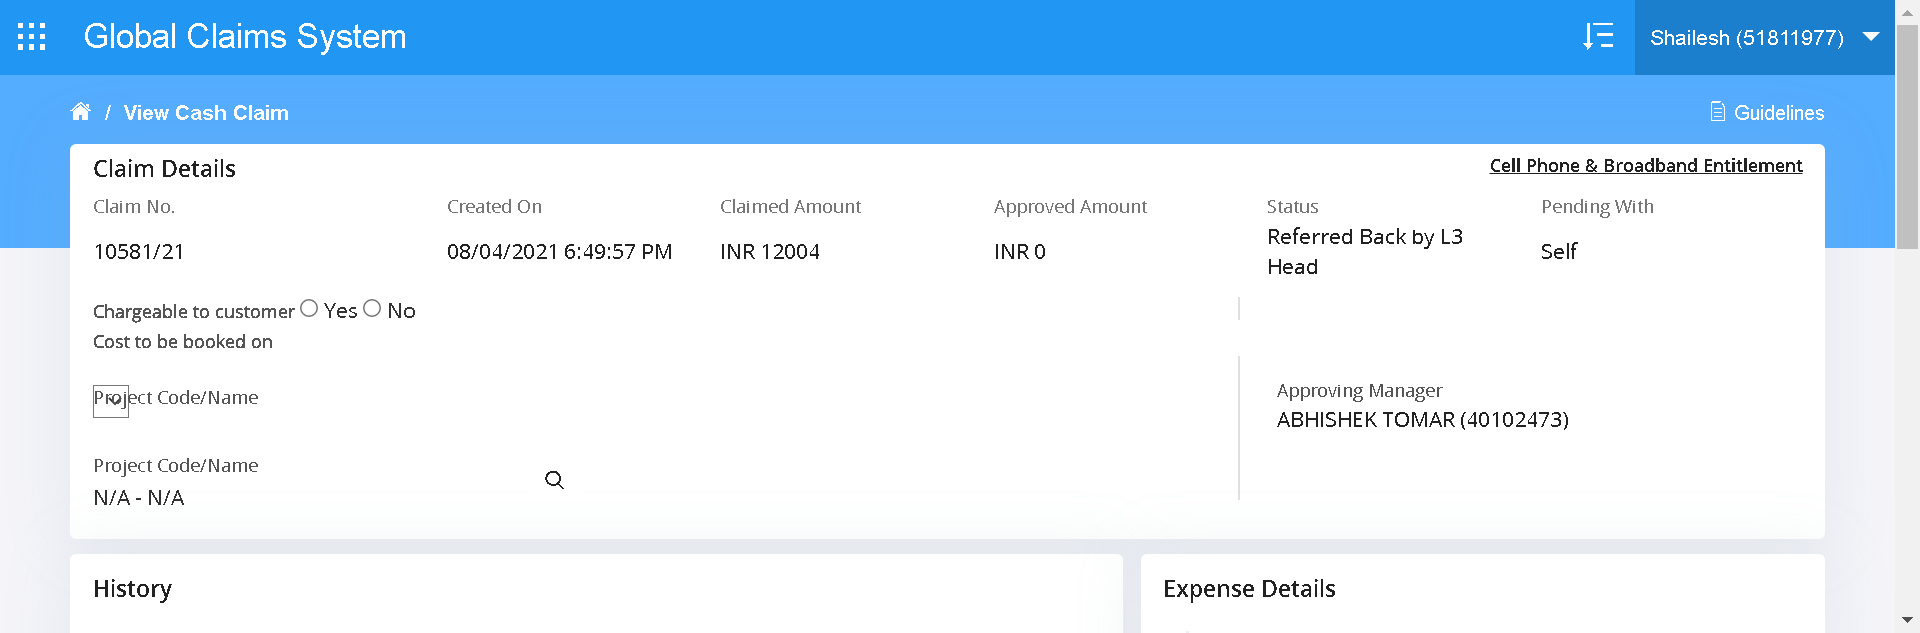 Global Claims System
Shailesh (51811977)
/ View Cash Claim
Guidelines
Claim Details
Cell Phone & Broadband Entitlement
Claim No. Created On Claimed Amount Approved Amount Status Pending With
10581/21 08/04/2021 6:49:57 PM INR 12004 INR 0 Referred Back by L3 Head Self
Chargeable to customer Yes No
Cost to be booked on
Project Code/Name
Approving Manager
ABHISHEK TOMAR (40102473)
Project Code/Name
N/A - N/A
History
Expense Details